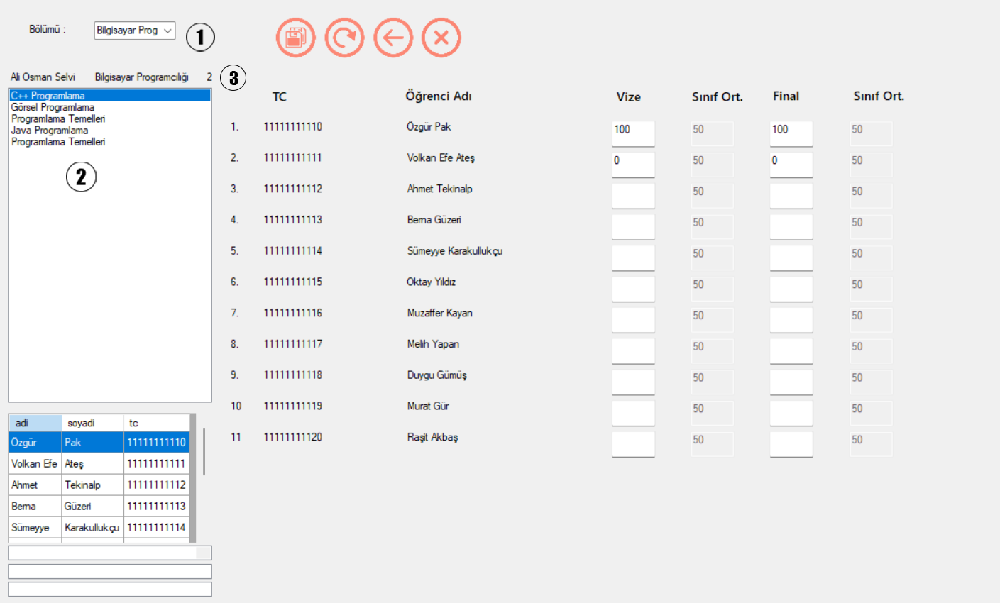 Bölümü :
Bilgisayar Prog
1
Ali Osman Selvi Bilgisayar Programcılığı 2
3
C++ Programlama
Görsel Programlama
Programlama Temelleri
Java Programlama
Programlama Temelleri
2
adi soyadi tc
Özgür Pak 11111111110
Volkan Efe Ateş 11111111111
Ahmet Tekinalp 11111111112
Berna Güzeri 11111111113
Sümeyye Karakullukçu 11111111114
TC Öğrenci Adı Vize Sınıf Ort. Final Sınıf Ort.
1. 11111111110 Özgür Pak 100 50 100 50
2. 11111111111 Volkan Efe Ateş 0 50 0 50
3. 11111111112 Ahmet Tekinalp 50 50
4. 11111111113 Berna Güzeri 50 50
5. 11111111114 Sümeyye Karakullukçu 50 50
6. 11111111115 Oktay Yıldız 50 50
7. 11111111116 Muzaffer Kayan 50 50
8. 11111111117 Melih Yapan 50 50
9. 11111111118 Duygu Gümüş 50 50
10 11111111119 Murat Gür 50 50
11 11111111120 Raşit Akbaş 50 50